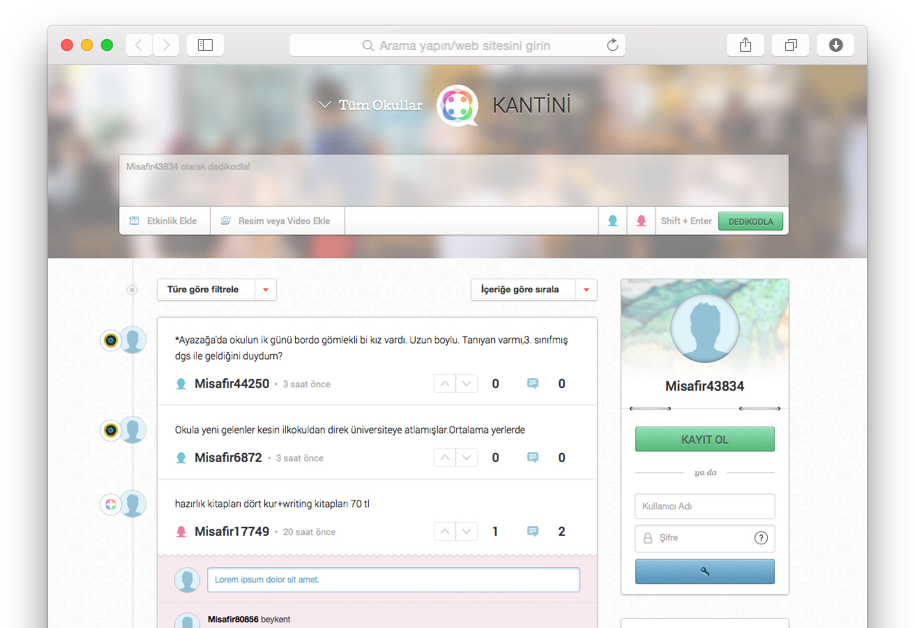 Arama yapın/web sitesini girin
Tüm Okullar KANTİNİ
Misafir43834 olarak dedikodla!
Etkinlik Ekle Resim veya Video Ekle Shift + Enter DEDİKODLA
Türe göre filtrele İçeriğe göre sırala
*Ayazağa'da okulun ik günü bordo gömlekli bi kız vardı. Uzun boylu. Tanıyan varmı,3. sınıfmış
dgs ile geldiğini duydum?
Misafir44250 • 3 saat önce 0 0
Okula yeni gelenler kesin ilkokuldan direk üniversiteye atlamışlar.Ortalama yerlerde
Misafir6872 • 3 saat önce 0 0
hazırlık kitapları dört kur+writing kitapları 70 tl
Misafir17749 • 20 saat önce 1 2
Lorem ipsum dolor sit amet.
Misafir80856 beykent
Misafir43834
KAYIT OL
ya da
Kullanıcı Adı
Şifre ?